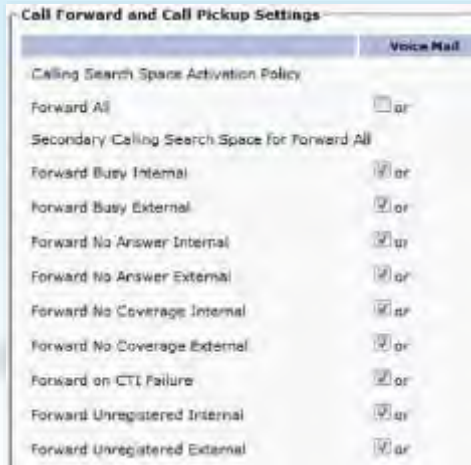 Call Forward and Call Pickup Settings
Voice Mail
Calling Search Space Activation Policy
Forward All or
Secondary Calling Search Space for Forward All
Forward Busy Internal or
Forward Busy External or
Forward No Answer Internal or
Forward No Answer External or
Forward No Coverage Internal or
Forward No Coverage External or
Forward on CTI Failure or
Forward Unregistered Internal or
Forward Unregistered External or